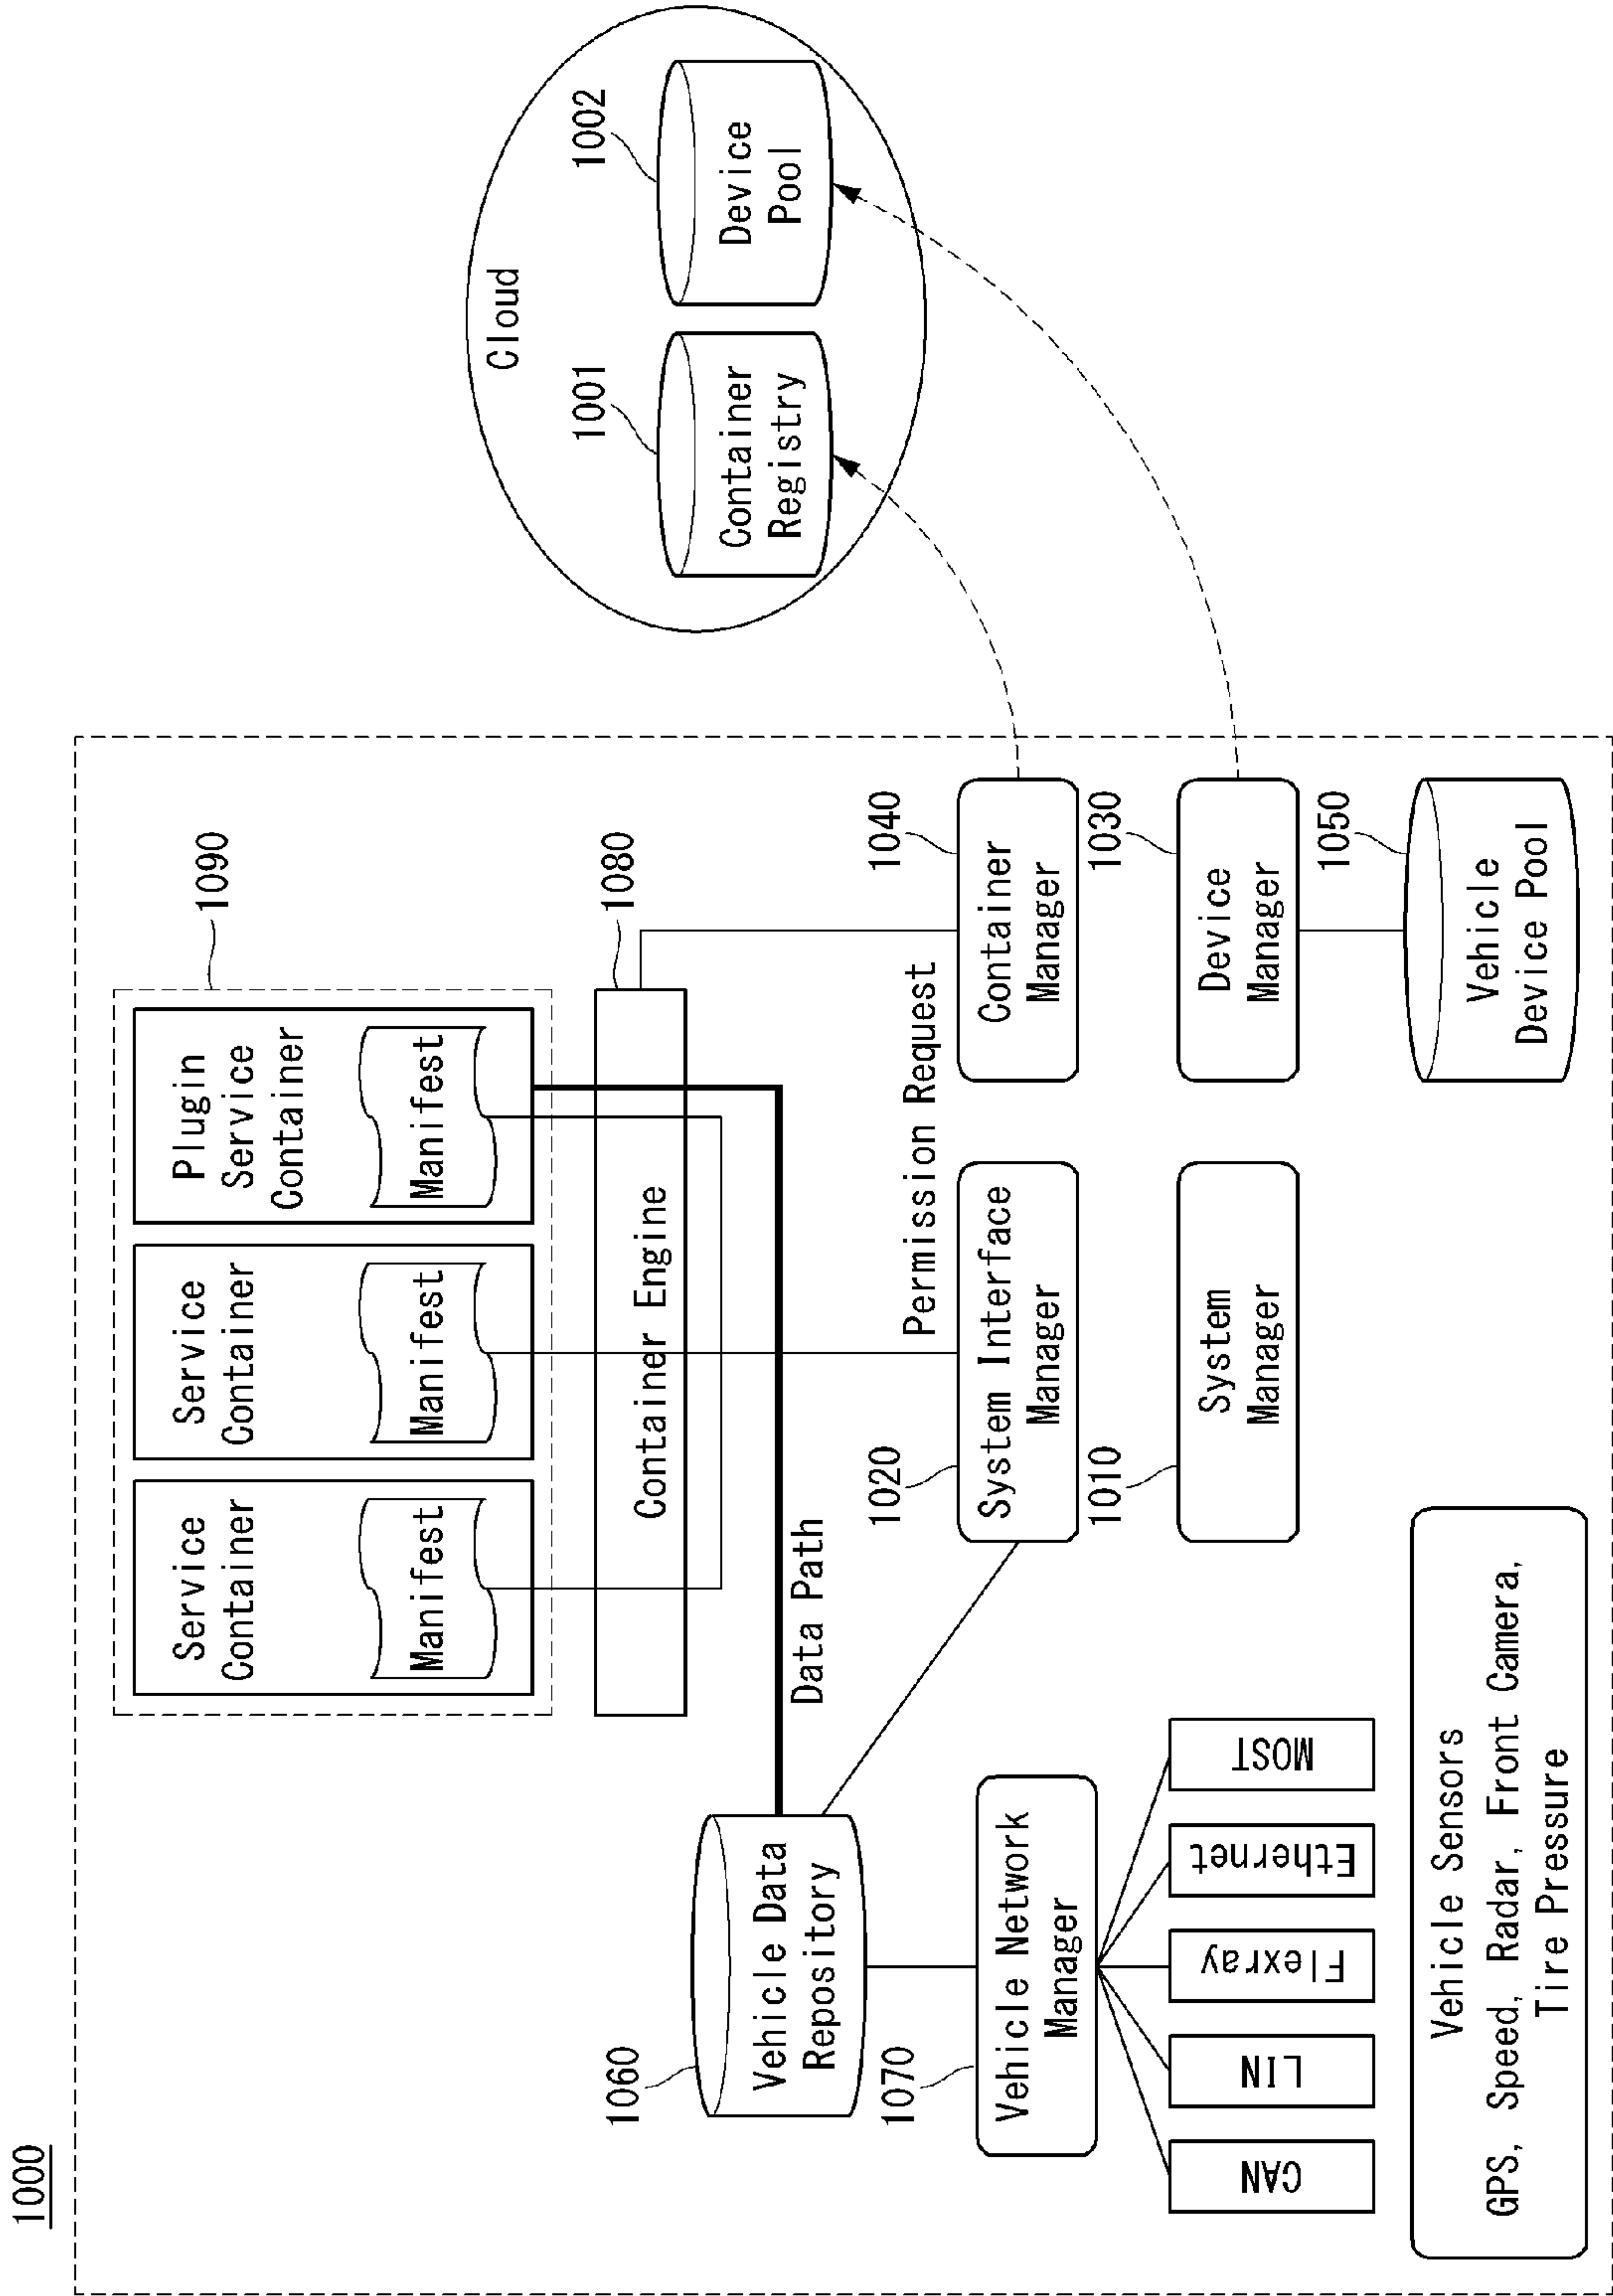 1000
1090
Service
Container
Manifest
Service
Container
Manifest
Plugin
Service
Container
Manifest
Container Engine
1080
Cloud
1001
Container
Registry
1002
Device
Pool
1060
Vehicle Data
Repository
Data Path
Permission Request
1070
Vehicle Network
Manager
1020
System Interface
Manager
1040
Container
Manager
CAN
LIN
Flexray
Ethernet
MOST
1010
System
Manager
1030
Device
Manager
Vehicle Sensors
GPS, Speed, Radar, Front Camera,
Tire Pressure
1050
Vehicle
Device Pool